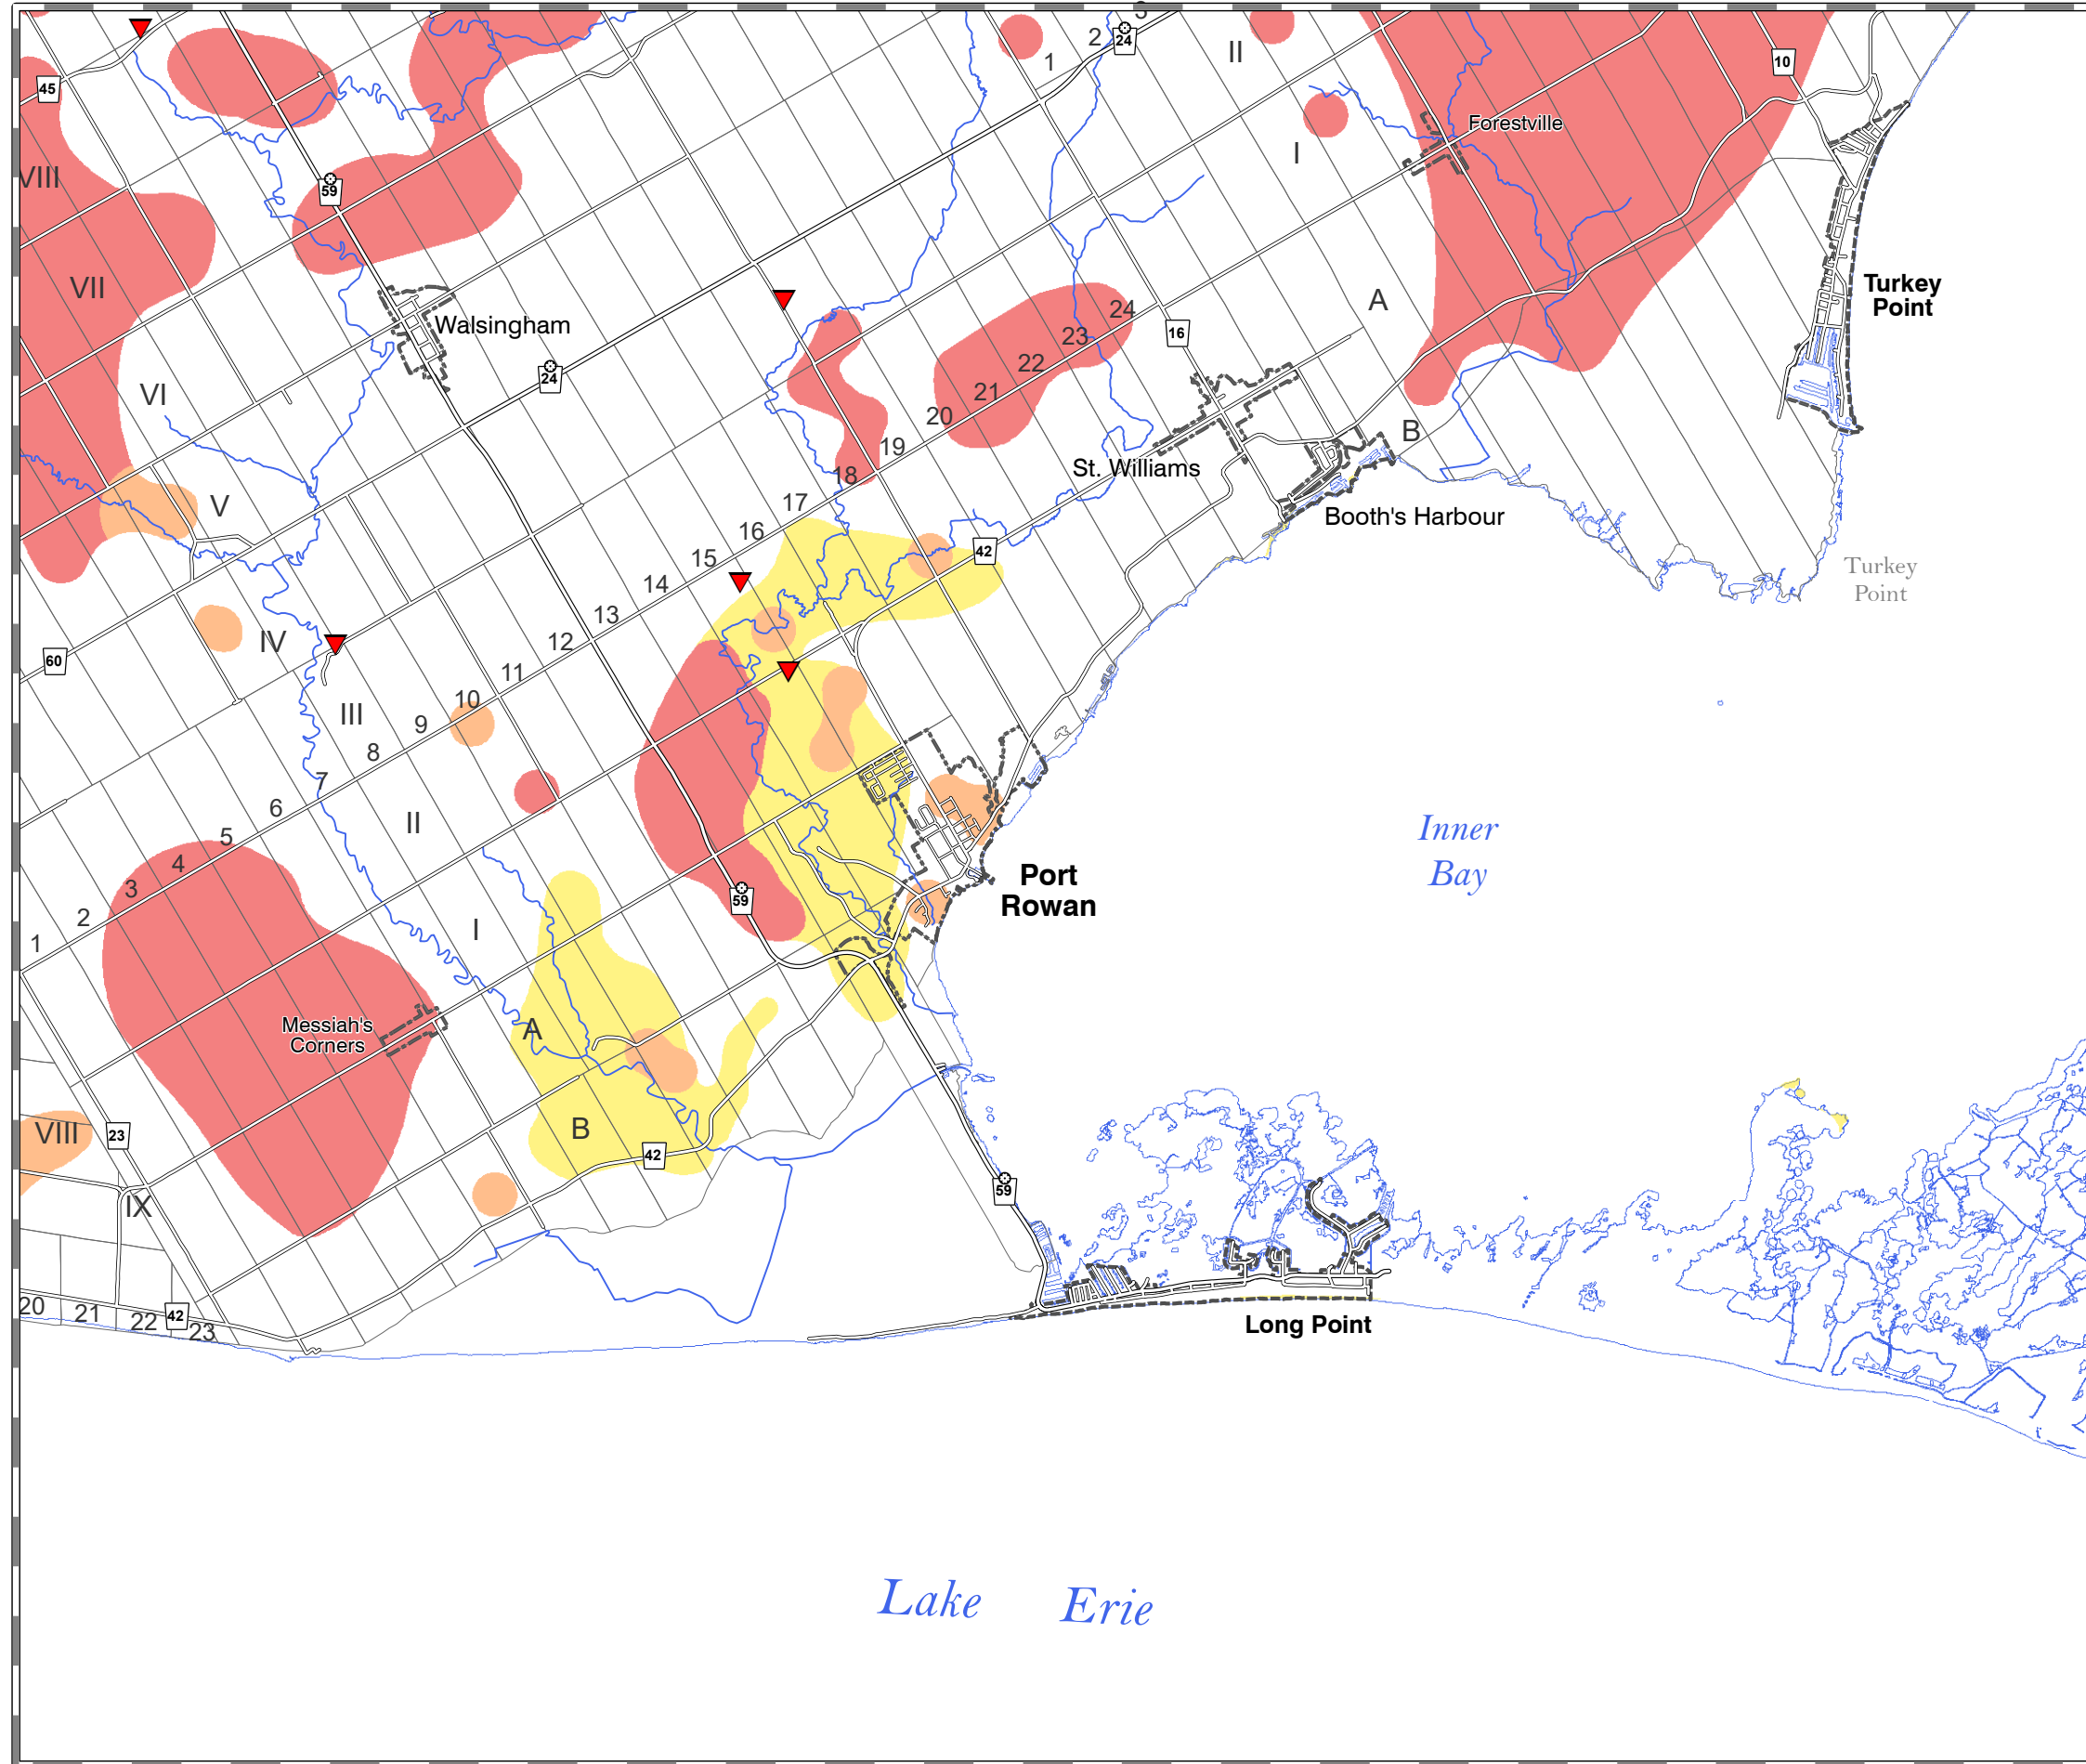 3
2
24
1
II
10
45
Forestville
I
VIII
59
VII
A
Turkey
Point
24
23
16
Walsingham
22
24
VI
21
20
B
19
18
St. Williams
V
17
Booth's Harbour
16
42
15
Turkey
Point
14
13
IV
12
60
11
10
III
9
8
7
6
II
Inner
Bay
5
4
3
Port
Rowan
59
2
1
I
Messiah's
Corners
A
VIII
23
B
42
59
IX
20
21
22
42
23
Long Point
Lake Erie